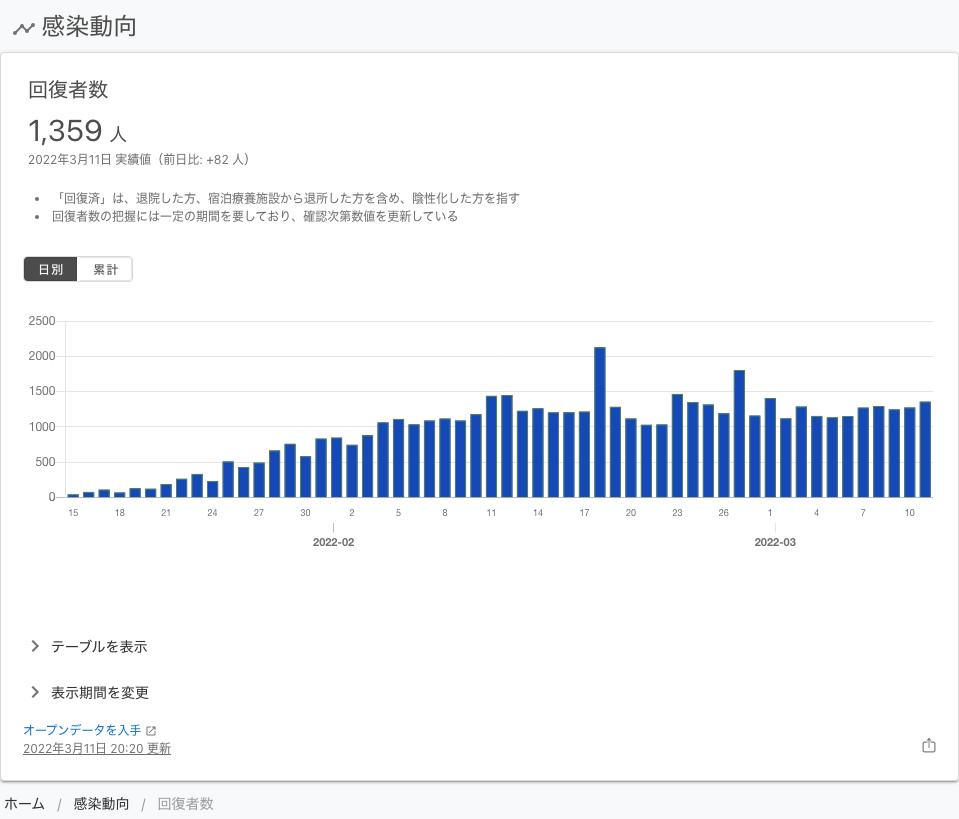 感染動向
回復者数
1,359 人
2022年3月11日 実績値（前日比: +82 人）
• 「回復済」は、退院した方、宿泊療養施設から退所した方を含め、陰性化した方を指す
• 回復者数の把握には一定の期間を要しており、確認次第数値を更新している
日別 累計
2500
2000
1500
1000
500
0
15 18 21 24 27 30 2 5 8 11 14 17 20 23 26 1 4 7 10
2022-02 2022-03
テーブルを表示
表示期間を変更
オープンデータを入手
2022年3月11日 20:20 更新
ホーム / 感染動向 / 回復者数